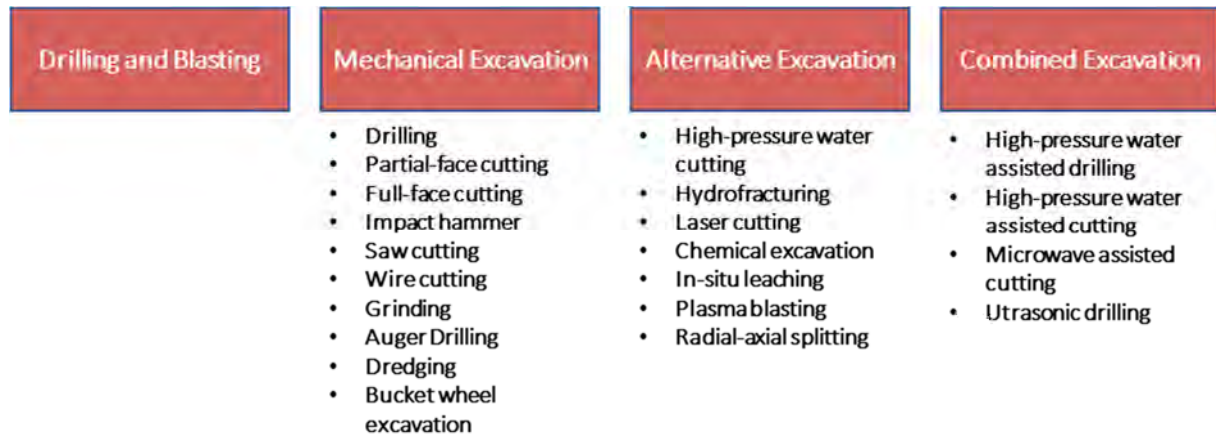 Drilling and Blasting
Mechanical Excavation
• Drilling
• Partial-face cutting
• Full-face cutting
• Impact hammer
• Saw cutting
• Wire cutting
• Grinding
• Auger Drilling
• Dredging
• Bucket wheel
excavation
Alternative Excavation
• High-pressure water
cutting
• Hydrofracturing
• Laser cutting
• Chemical excavation
• In-situ leaching
• Plasma blasting
• Radial-axial splitting
Combined Excavation
• High-pressure water
assisted drilling
• High-pressure water
assisted cutting
• Microwave assisted
cutting
• Utrasonic drilling